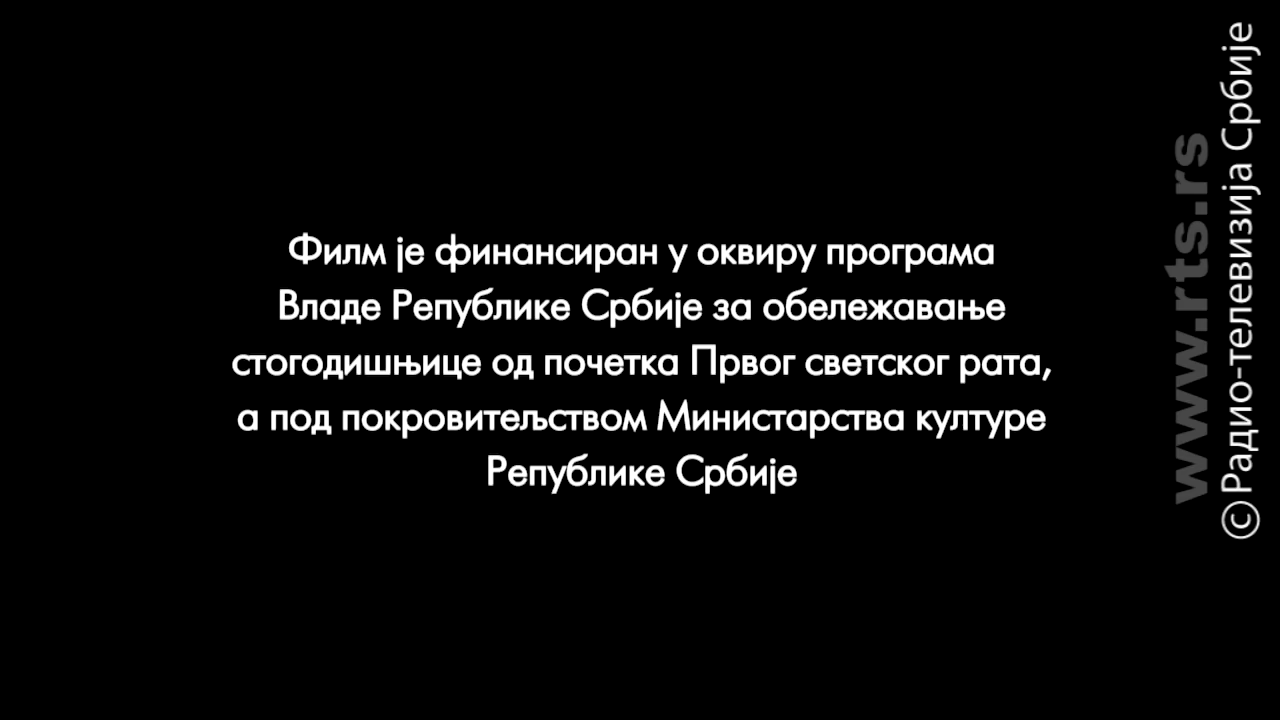 Филм је финансиран у оквиру програма
Владе Републике Србије за обележавање
стогодишњице од почетка Првог светског рата,
а под покровитељством Министарства културе
Републике Србије
www.rts.rs
©Радио-телевизија Србије